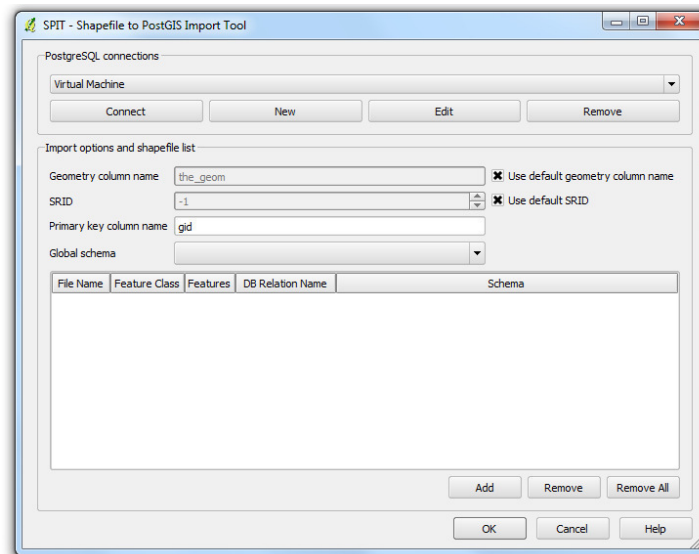 SPIT - Shapefile to PostGIS Import Tool
PostgreSQL connections
Virtual Machine
Connect New Edit Remove
Import options and shapefile list
Geometry column name the_geom Use default geometry column name
SRID -1 Use default SRID
Primary key column name gid
Global schema
File Name Feature Class Features DB Relation Name Schema
Add Remove Remove All
OK Cancel Help